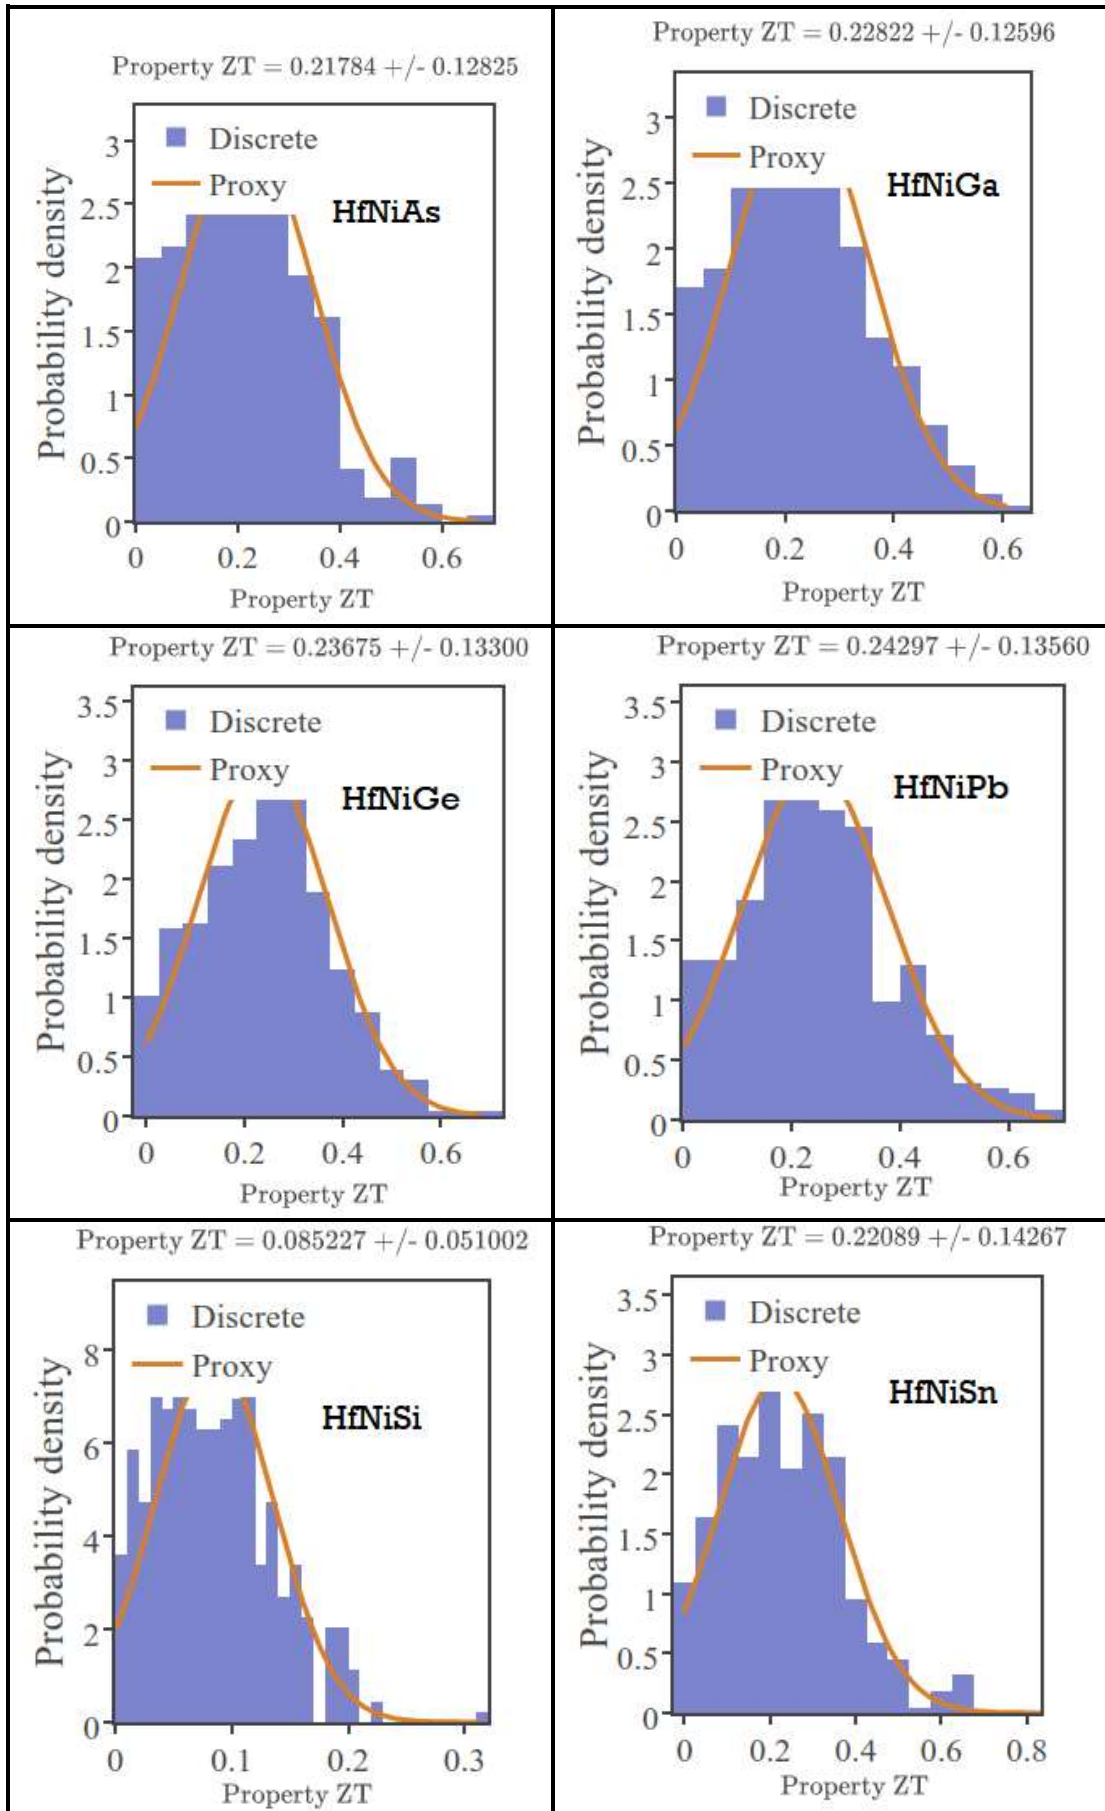 Property ZT = 0.21784 +/- 0.12825
Discrete
Proxy
HfNiAs
Probability density
3
2.5
2
1.5
1
0.5
0
0 0.2 0.4 0.6
Property ZT
Property ZT = 0.22822 +/- 0.12596
Discrete
Proxy
HfNiGa
Probability density
3
2.5
2
1.5
1
0.5
0
0 0.2 0.4 0.6
Property ZT
Property ZT = 0.23675 +/- 0.13300
Discrete
Proxy
HfNiGe
Probability density
3.5
3
2.5
2
1.5
1
0.5
0
0 0.2 0.4 0.6
Property ZT
Property ZT = 0.24297 +/- 0.13560
Discrete
Proxy
HfNiPb
Probability density
3.5
3
2.5
2
1.5
1
0.5
0
0 0.2 0.4 0.6
Property ZT
Property ZT = 0.085227 +/- 0.051002
Discrete
Proxy
HfNiSi
Probability density
8
6
4
2
0
0 0.1 0.2 0.3
Property ZT
Property ZT = 0.22089 +/- 0.14267
Discrete
Proxy
HfNiSn
Probability density
3.5
3
2.5
2
1.5
1
0.5
0
0 0.2 0.4 0.6 0.8
Property ZT